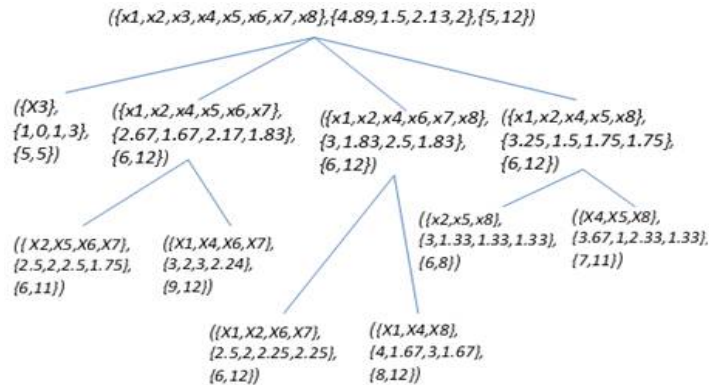 ({x1,x2,x3,x4,x5,x6,x7,x8},{4.89,1.5,2.13,2},{5,12})
({X3},
{1,0,1,3},
{5,5})
({x1,x2,x4,x5,x6,x7},
{2.67,1.67,2.17,1.83},
{6,12})
({x1,x2,x4,x6,x7,x8},
{3,1.83,2.5,1.83},
{6,12})
({x1,x2,x4,x5,x8},
{3.25,1.5,1.75,1.75},
{6,12})
({ X2,X5,X6,X7},
{2.5,2,2.5,1.75},
{6,11})
({X1,X4,X6,X7},
{3,2,3,2.24},
{9,12})
({x2,x5,x8},
{3,1.33,1.33,1.33},
{6,8})
({X4,X5,X8},
{3.67,1,2.33,1.33},
{7,11})
({X1,X2,X6,X7},
{2.5,2,2.25,2.25},
{6,12})
({X1,X4,X8},
{4,1.67,3,1.67},
{8,12})